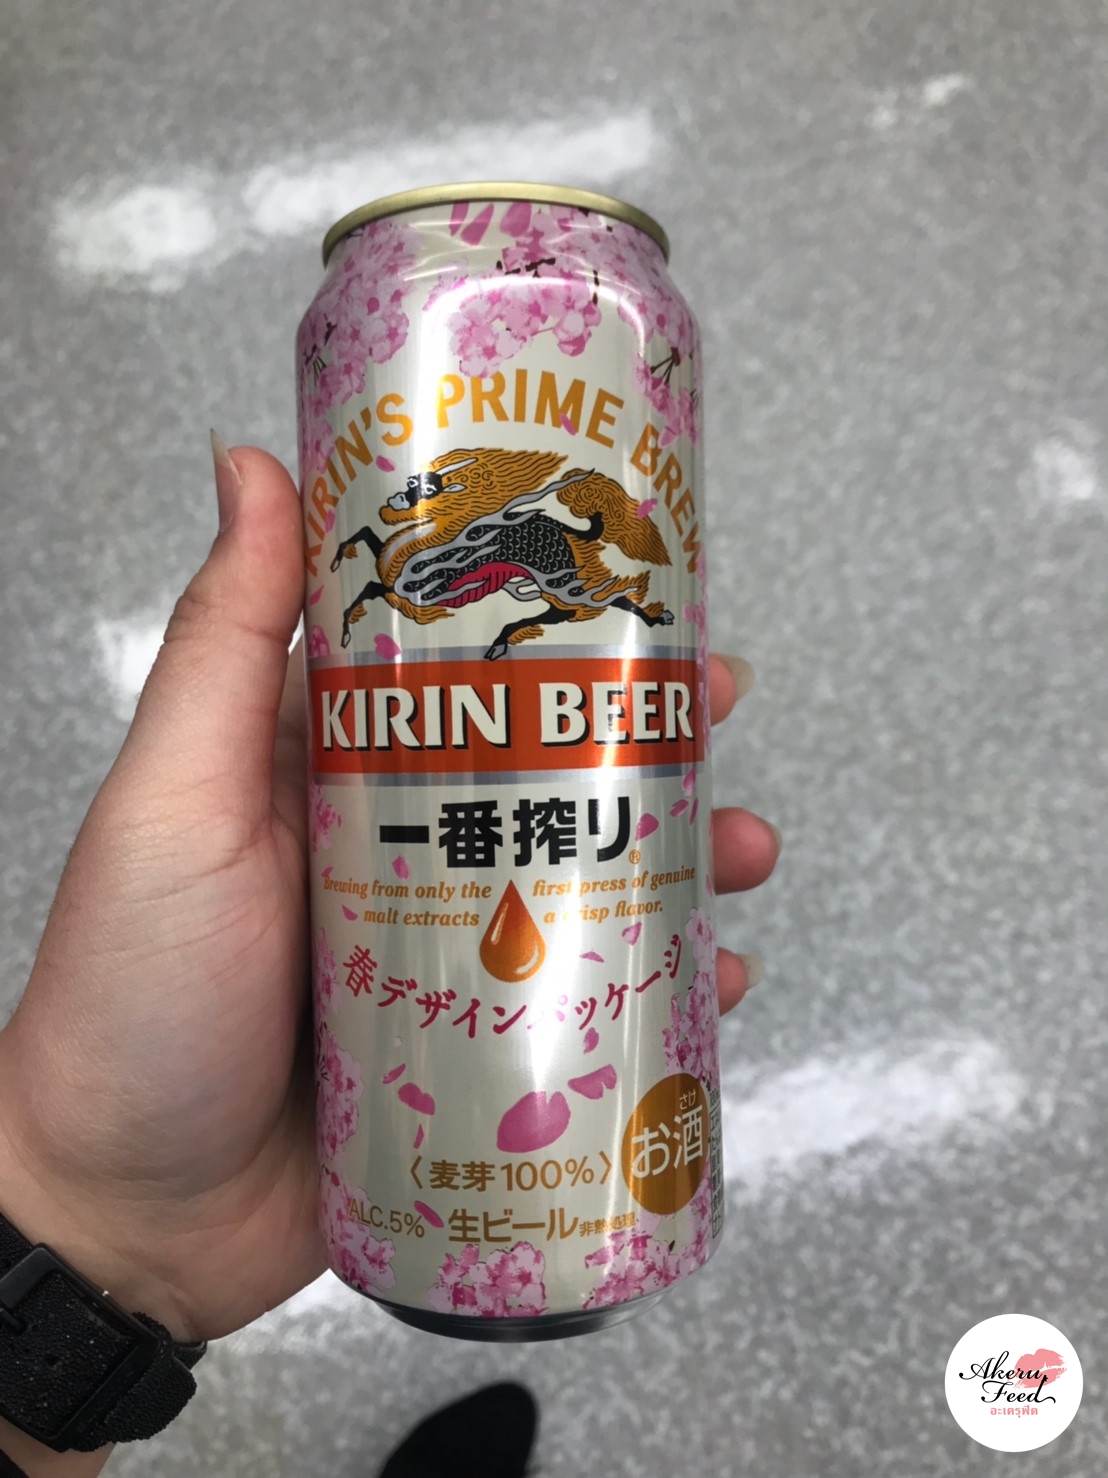 KIRIN'S PRIME BREW
KIRIN BEER
一番搾り®
Brewing from only the first press of genuine
malt extracts a crisp flavor.
春デザインパッケージ
さけ
お酒
〈麦芽100%〉
ALC.5% 生ビール 非熱処理
Akeru
Feed
อะเครุฟีด